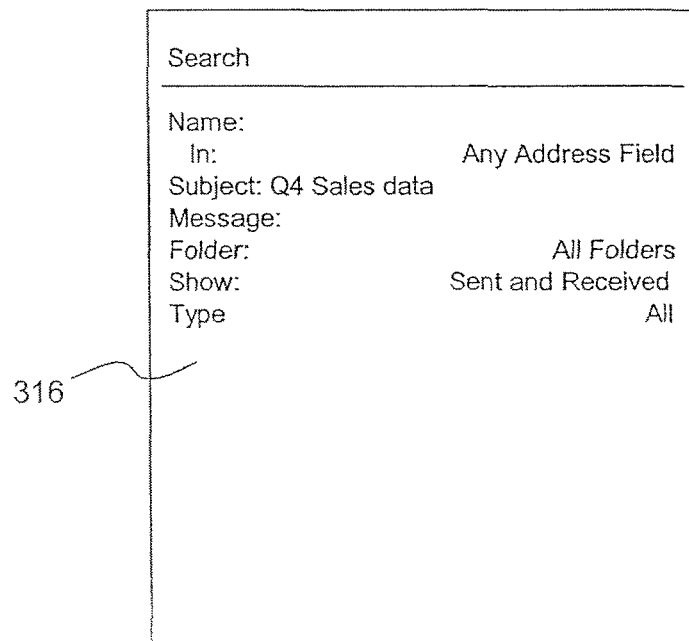 Search
Name:
In: Any Address Field
Subject: Q4 Sales data
Message:
Folder: All Folders
Show: Sent and Received
Type All
316